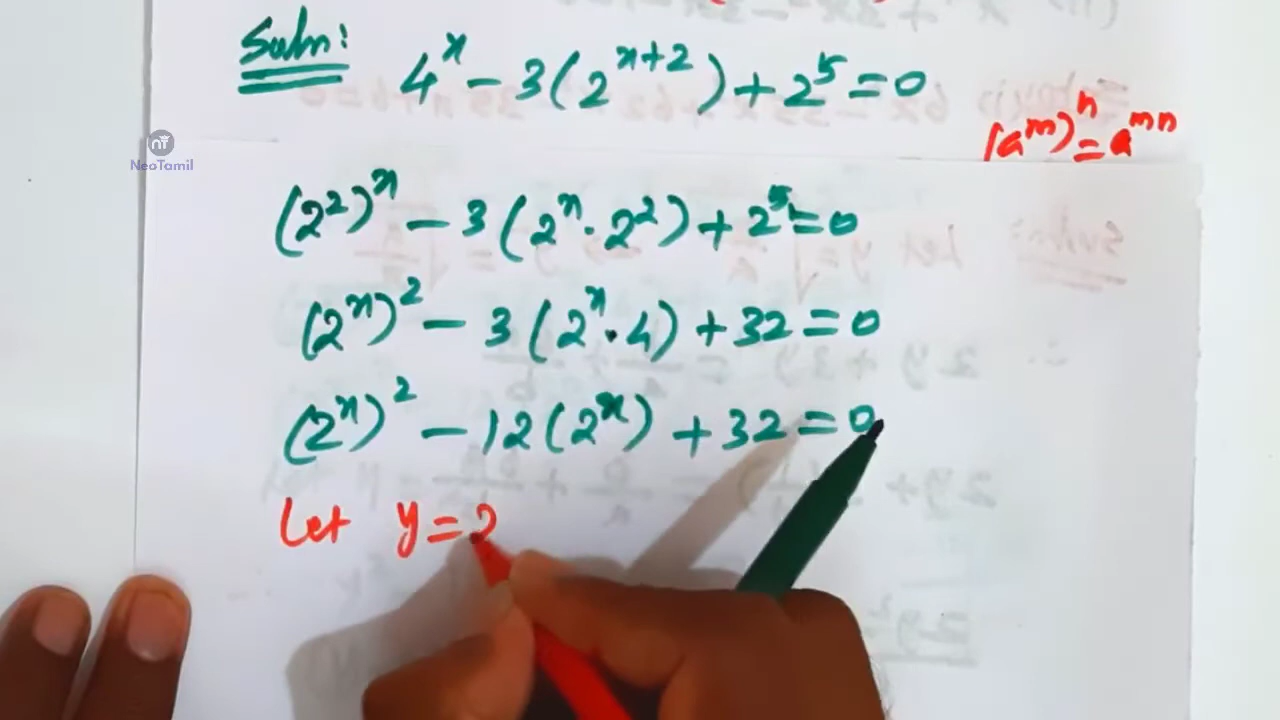 Soln:
4^x - 3(2^(x+2)) + 2^5 = 0
(a^m)^n = a^mn
NeoTamil
(2^2)^x - 3(2^x · 2^2) + 2^5 = 0
(2^x)^2 - 3(2^x · 4) + 32 = 0
(2^x)^2 - 12(2^x) + 32 = 0
Let y = 2